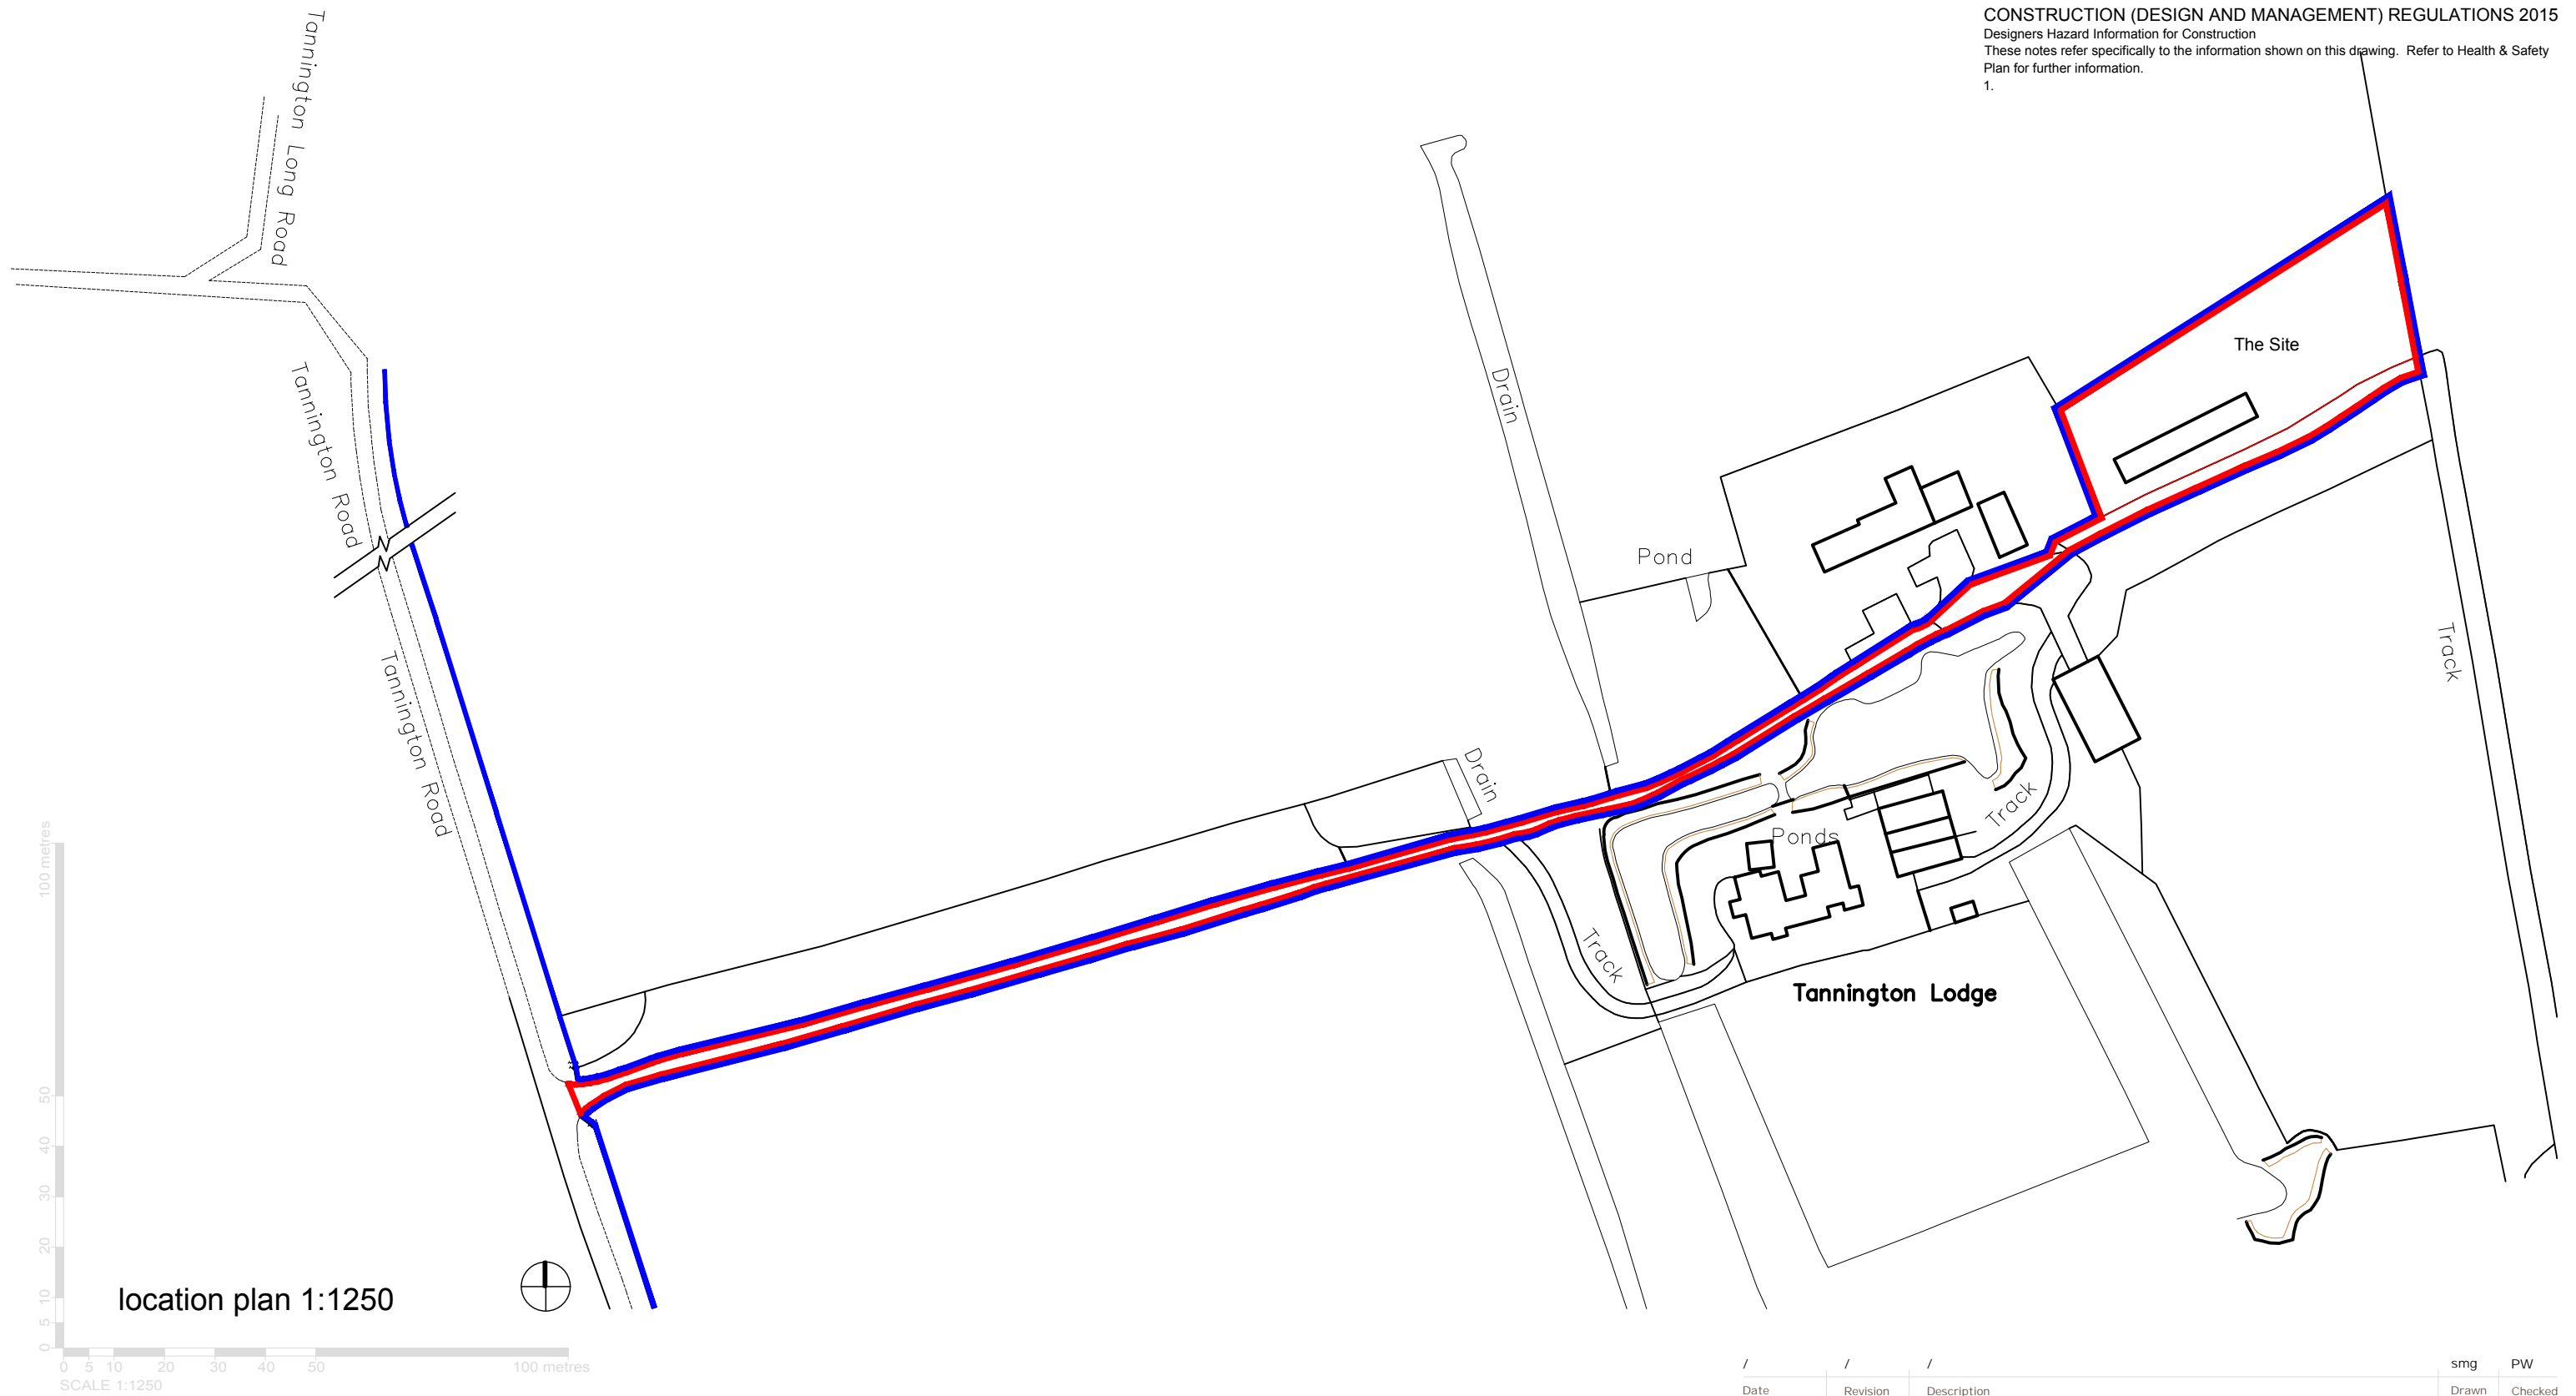 CONSTRUCTION (DESIGN AND MANAGEMENT) REGULATIONS 2015
Designers Hazard Information for Construction
These notes refer specifically to the information shown on this drawing. Refer to Health & Safety
Plan for further information.
1.
Tannington Long Road
Tannington Road
Tannington Road
Drain
The Site
Pond
Track
Drain
Track
Ponds
Track
Tannington Lodge
100 metres
50
40
30
20
10
5
0
location plan 1:1250
0 5 10 20 30 40 50 100 metres
SCALE 1:1250
/ / / smg PW
Date Revision Description Drawn Checked